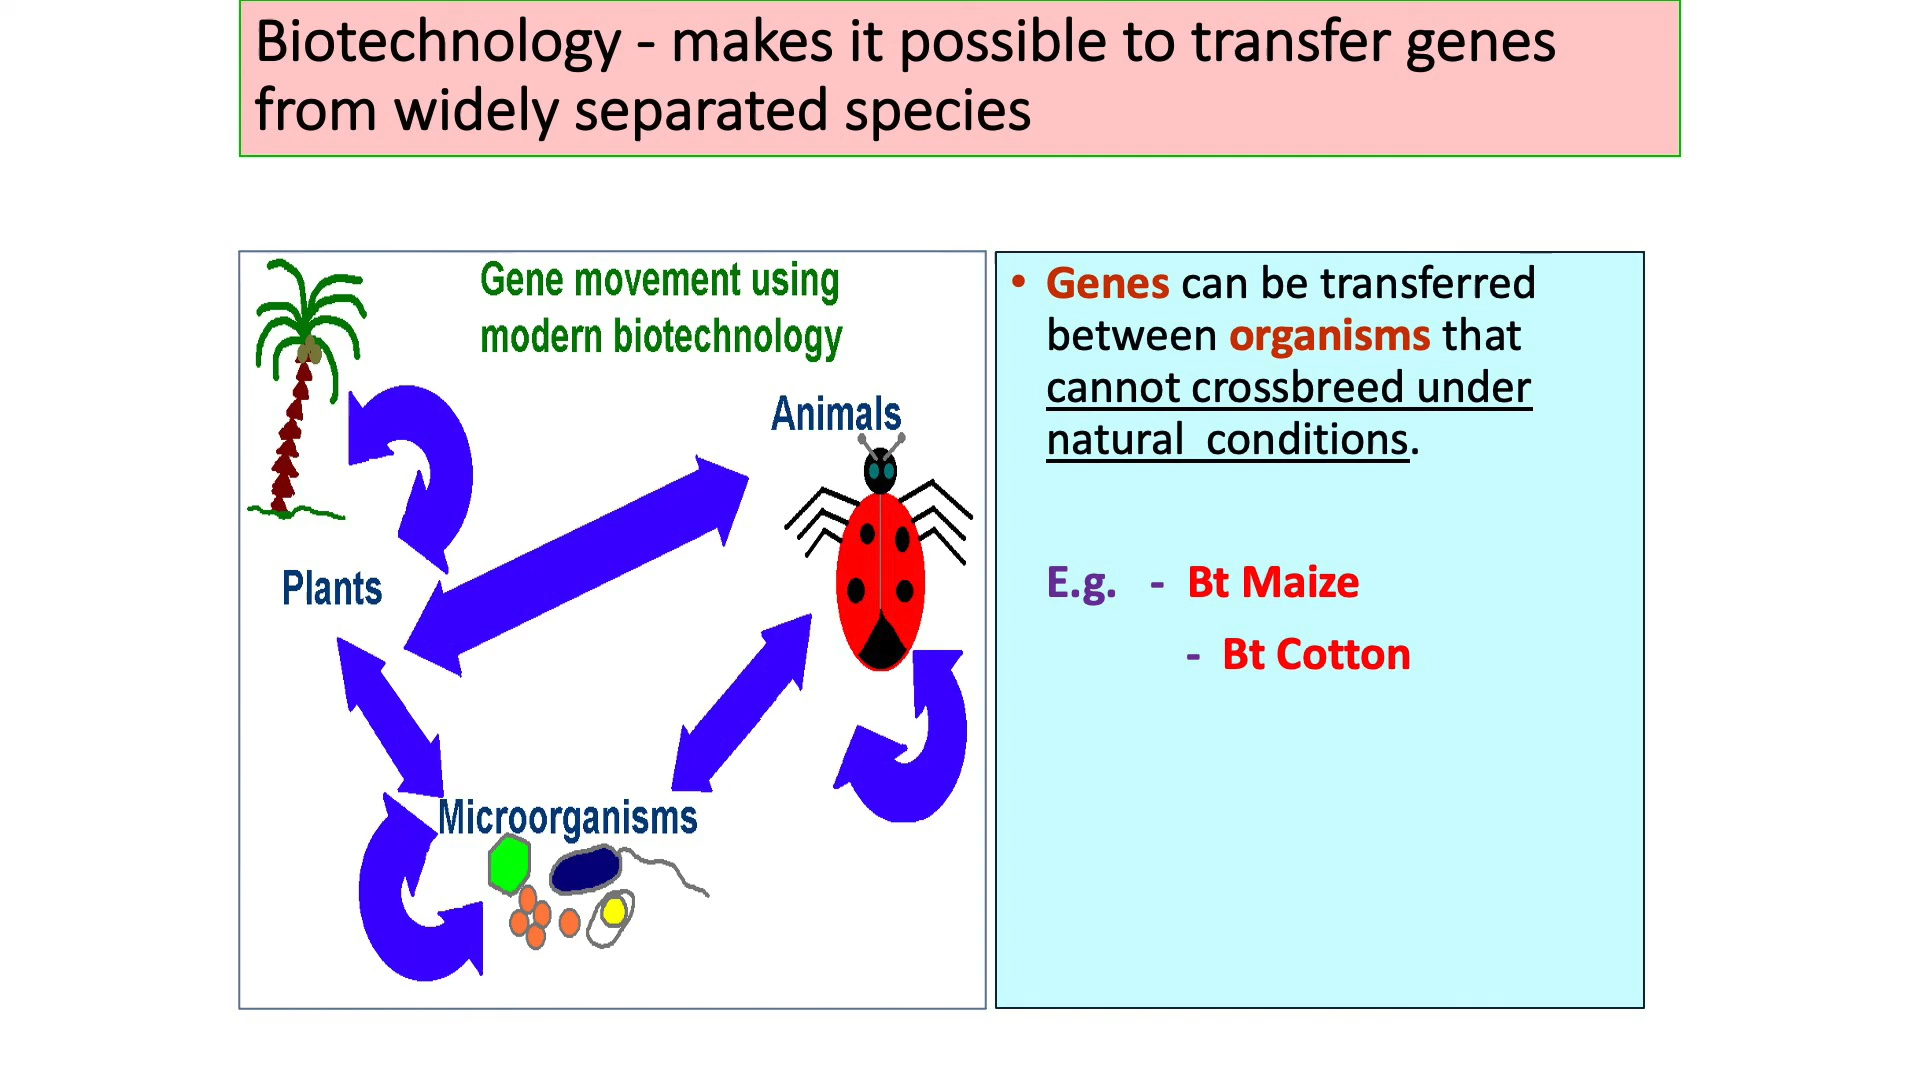 Biotechnology - makes it possible to transfer genes
from widely separated species
Gene movement using
modern biotechnology
Animals
Plants
Microorganisms
• Genes can be transferred
between organisms that
cannot crossbreed under
natural conditions.
E.g. - Bt Maize
- Bt Cotton